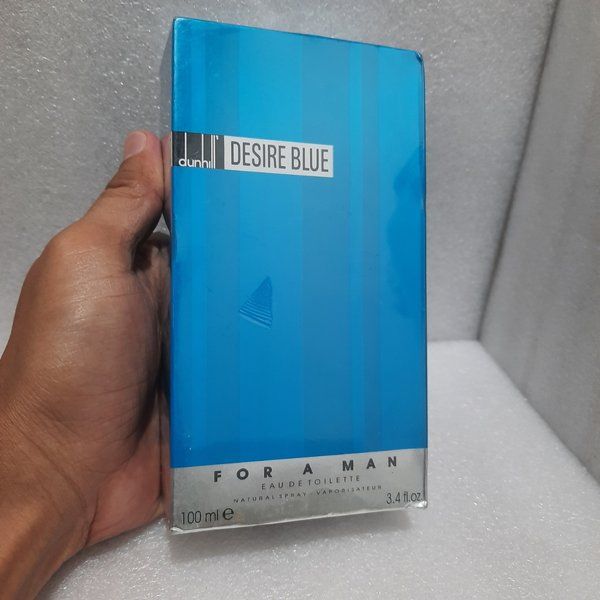 dunhill
DESIRE BLUE
FOR A MAN
EAU DE TOILETTE
NATURAL SPRAY - VAPORISATEUR
100 ml e 3.4 fl.oz